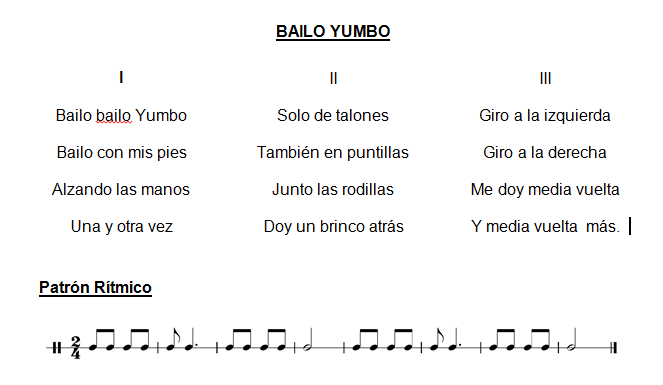 BAILO YUMBO
I
Bailo bailo Yumbo
Bailo con mis pies
Alzando las manos
Una y otra vez
II
Solo de talones
También en puntillas
Junto las rodillas
Doy un brinco atrás
III
Giro a la izquierda
Giro a la derecha
Me doy media vuelta
Y media vuelta más.
Patrón Rítmico
2
4